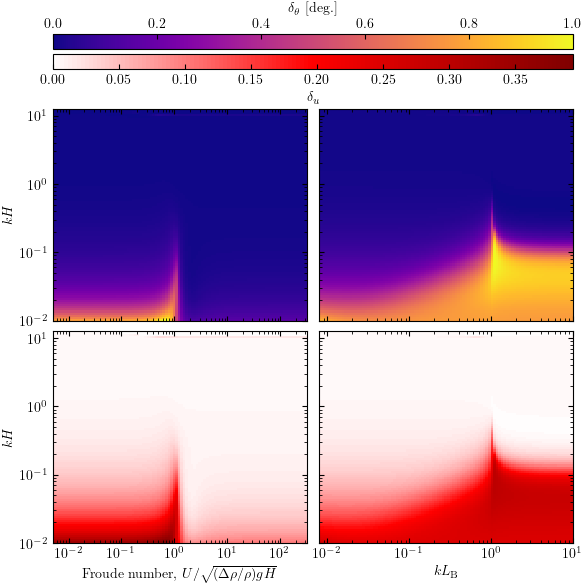 δ_θ [deg.]
0.0 0.2 0.4 0.6 0.8 1.0
0.00 0.05 0.10 0.15 0.20 0.25 0.30 0.35
δ_u
10¹
10⁰
kH
10⁻¹
10⁻²
10¹
10⁰
kH
10⁻¹
10⁻²
10⁻² 10⁻¹ 10⁰ 10¹ 10² 10⁻² 10⁻¹ 10⁰ 10¹
Froude number, U/√(Δρ/ρ)gH kL_B